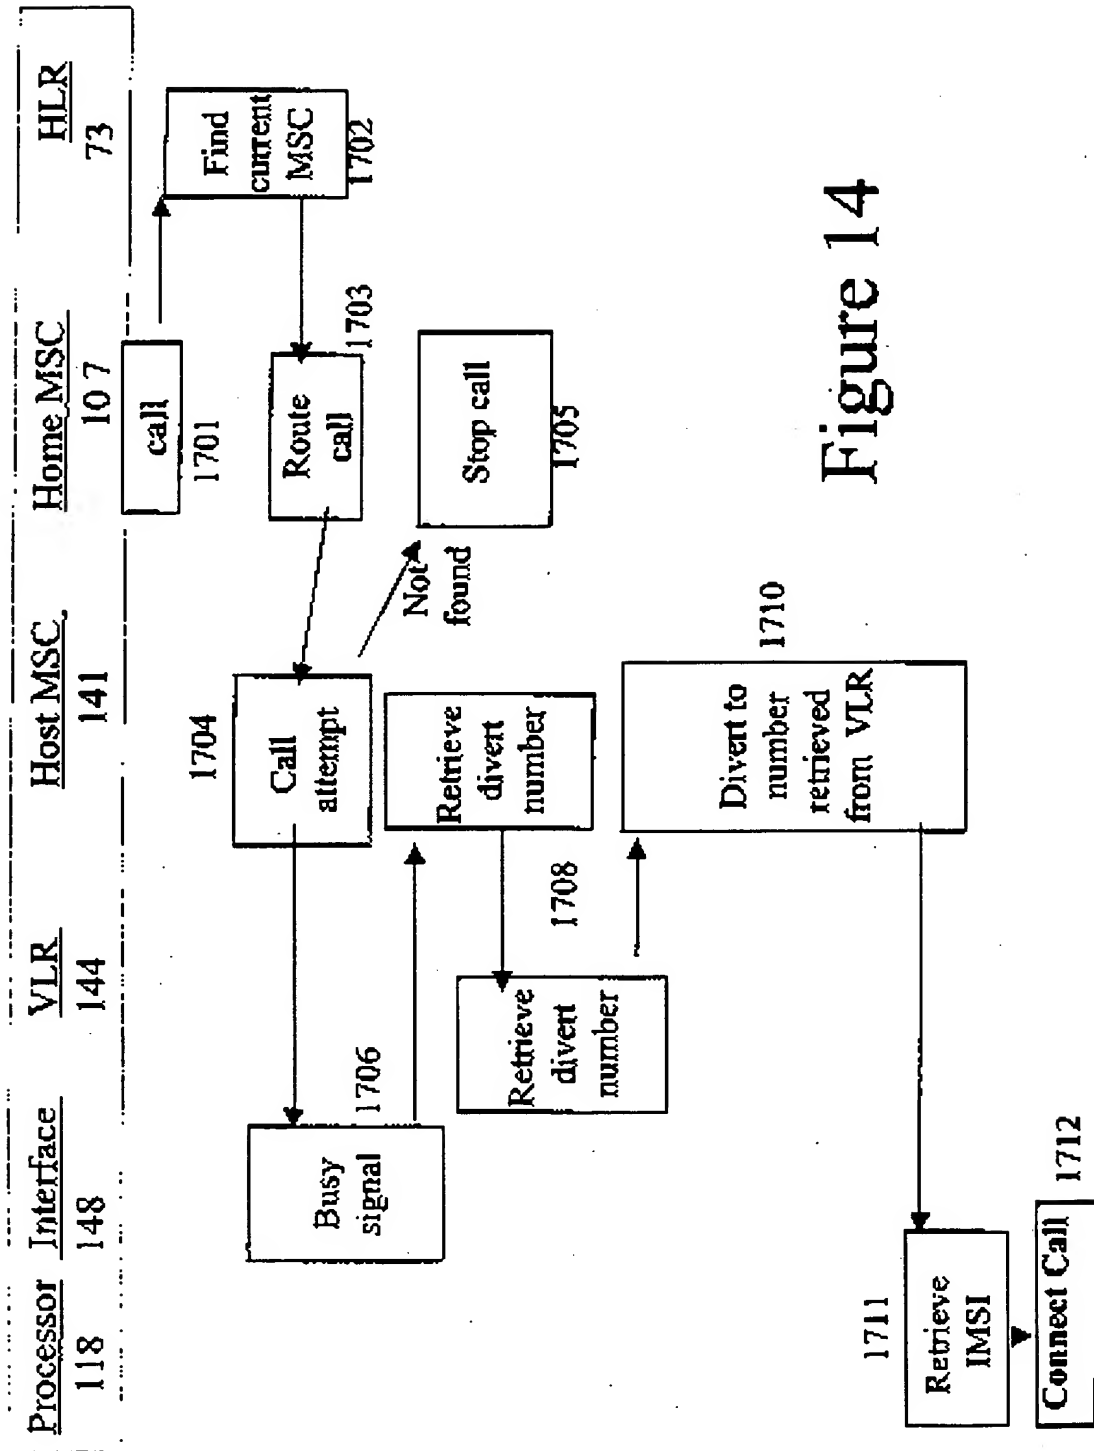 Processor
118
Interface
148
VLR
144
Host MSC
141
Home MSC
10 7
HLR
73
call
1701
Find
current
MSC
1702
Route
call
1703
1704
Call
attempt
Not
found
Stop call
1705
Busy
signal
1706
Retrieve
divert
number
Retrieve
divert
number
1708
Divert to
number
retrieved
from VLR
1710
1711
Retrieve
IMSI
Connect Call
1712
Figure 14